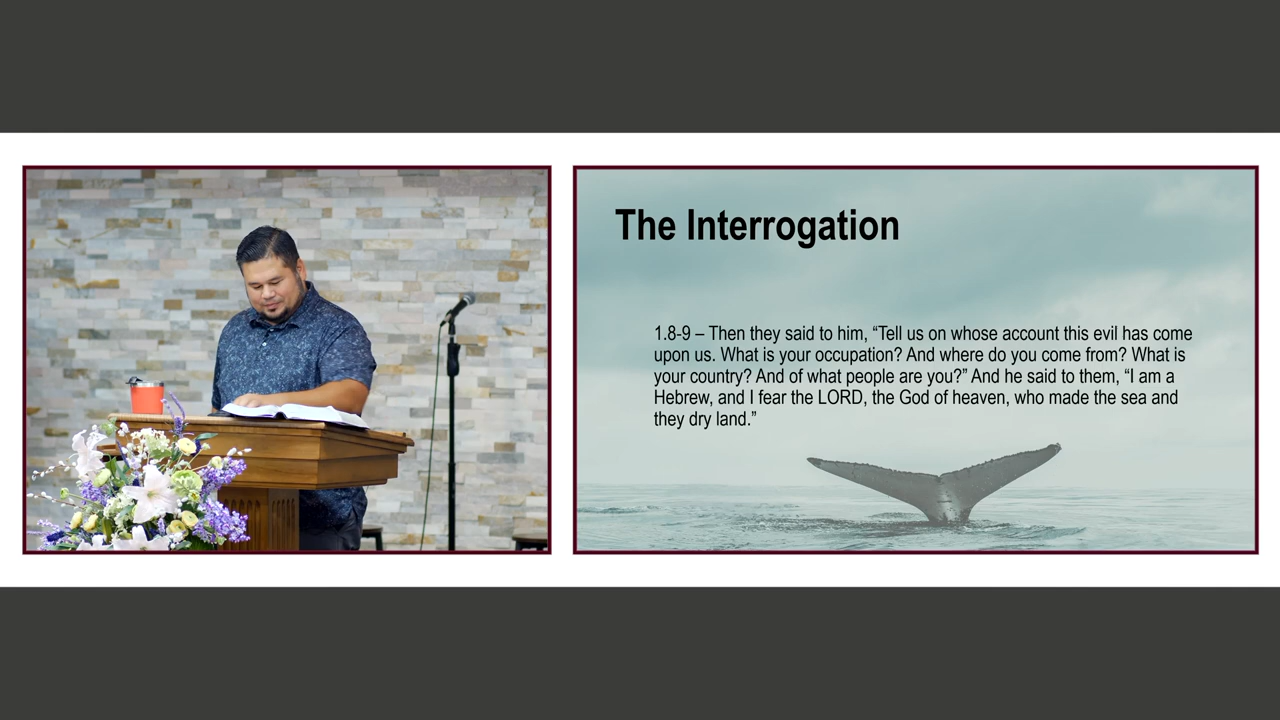 The Interrogation
1.8-9 – Then they said to him, “Tell us on whose account this evil has come
upon us. What is your occupation? And where do you come from? What is
your country? And of what people are you?” And he said to them, “I am a
Hebrew, and I fear the LORD, the God of heaven, who made the sea and
they dry land.”